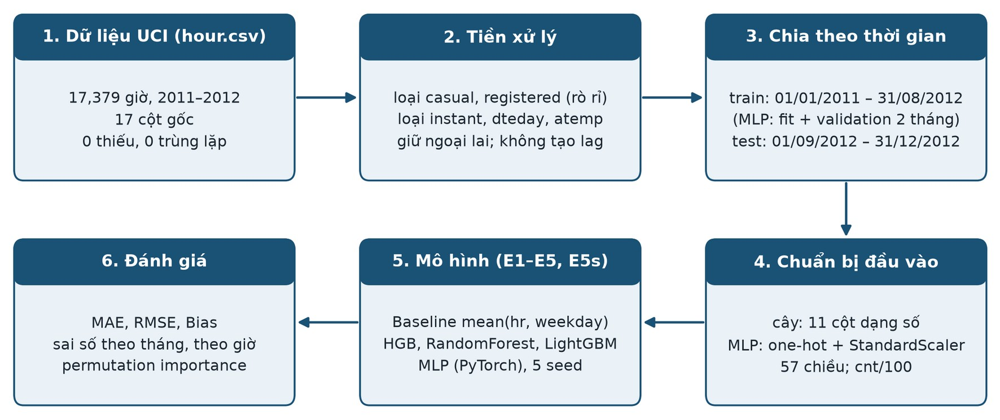 1. Dữ liệu UCI (hour.csv)
17,379 giờ, 2011–2012
17 cột gốc
0 thiếu, 0 trùng lặp
2. Tiền xử lý
loại casual, registered (rò rỉ)
loại instant, dteday, atemp
giữ ngoại lai; không tạo lag
3. Chia theo thời gian
train: 01/01/2011 – 31/08/2012
(MLP: fit + validation 2 tháng)
test: 01/09/2012 – 31/12/2012
4. Chuẩn bị đầu vào
cây: 11 cột dạng số
MLP: one-hot + StandardScaler
57 chiều; cnt/100
5. Mô hình (E1–E5, E5s)
Baseline mean(hr, weekday)
HGB, RandomForest, LightGBM
MLP (PyTorch), 5 seed
6. Đánh giá
MAE, RMSE, Bias
sai số theo tháng, theo giờ
permutation importance